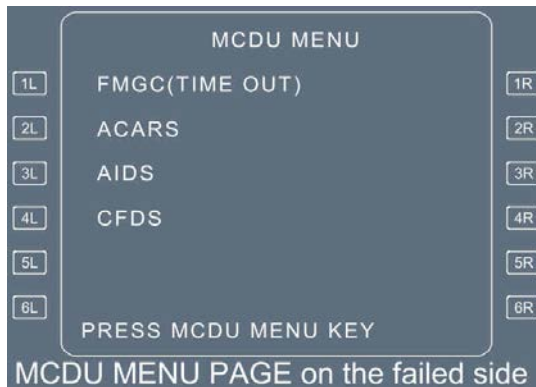 MCDU MENU
1L FMGC(TIME OUT) 1R
2L ACARS 2R
3L AIDS 3R
4L CFDS 4R
5L 5R
6L 6R
PRESS MCDU MENU KEY
MCDU MENU PAGE on the failed side